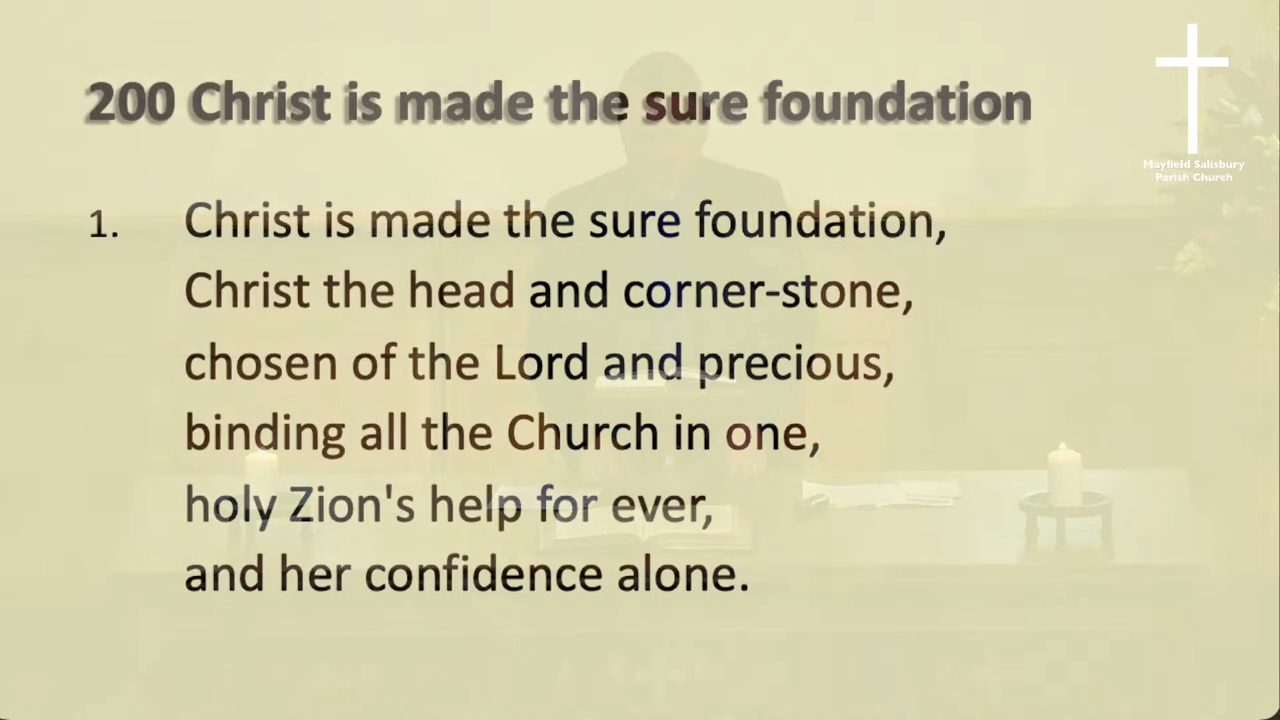 200 Christ is made the sure foundation
Mayfield Salisbury
Parish Church
1. Christ is made the sure foundation,
Christ the head and corner-stone,
chosen of the Lord and precious,
binding all the Church in one,
holy Zion's help for ever,
and her confidence alone.